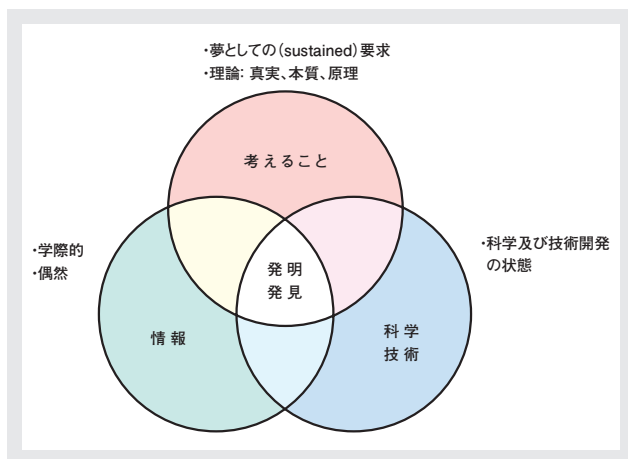 ・夢としての(sustained)要求
・理論: 真実、本質、原理
考えること
・学際的
・偶然
・科学及び技術開発
の状態
発明
発見
情報
科学
技術